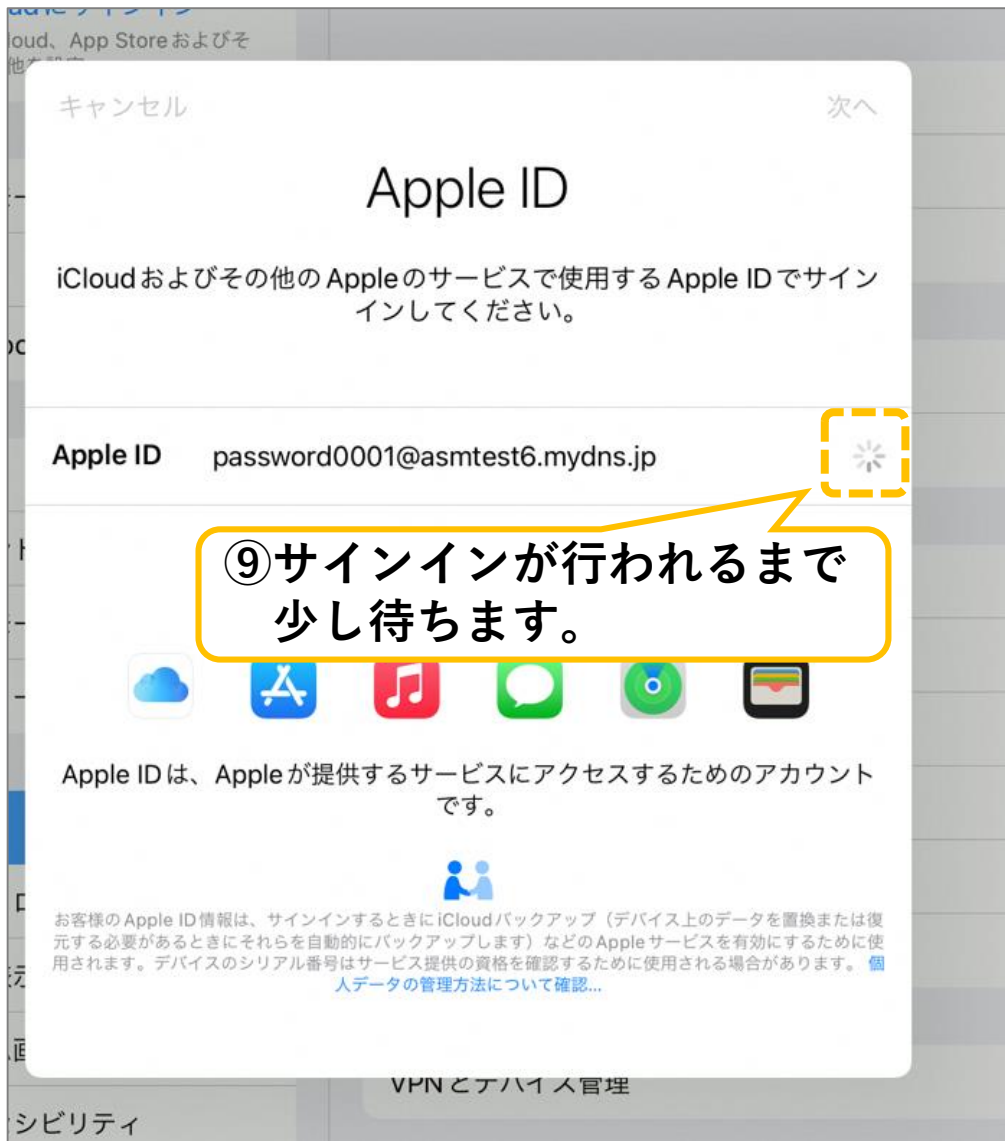 loud、App Storeおよびそ
キャンセル
次へ
Apple ID
iCloudおよびその他のAppleのサービスで使用するApple IDでサイン
インしてください。
Apple ID password0001@asmtest6.mydns.jp
⑨サインインが行われるまで
少し待ちます。
Apple IDは、Appleが提供するサービスにアクセスするためのアカウント
です。
お客様のApple ID情報は、サインインするときにiCloudバックアップ（デバイス上のデータを置換または復
元する必要があるときにそれらを自動的にバックアップします）などのAppleサービスを有効にするために使
用されます。デバイスのシリアル番号はサービス提供の資格を確認するために使用される場合があります。 個
人データの管理方法について確認...
VPNとデバイス管理
シビリティ